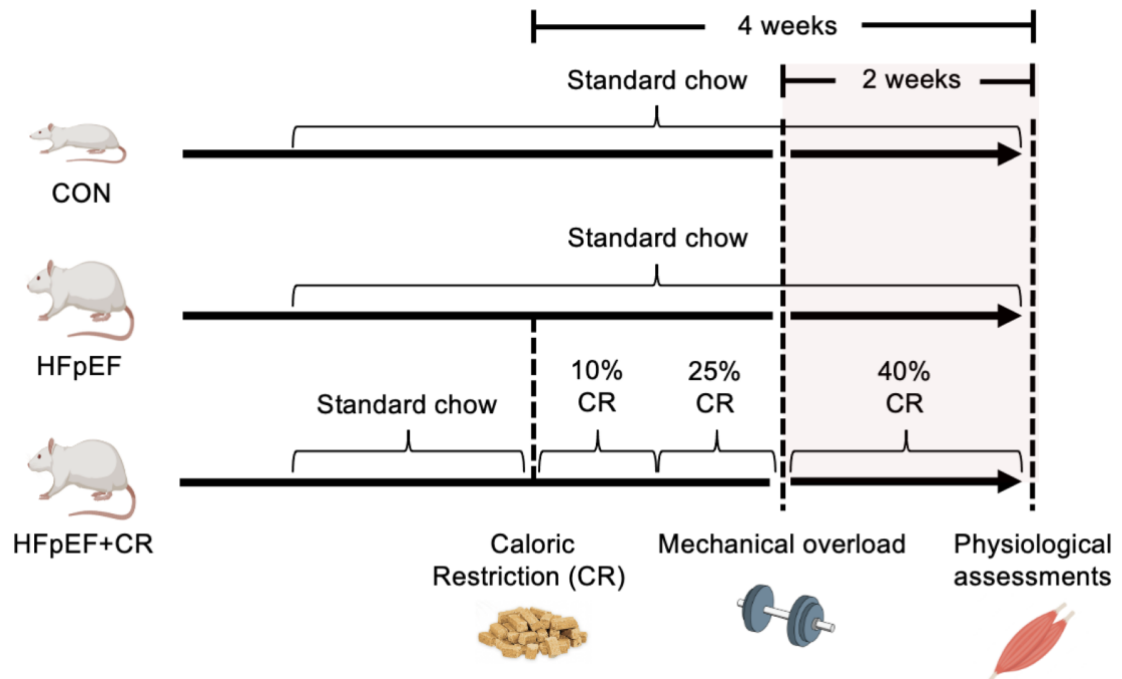 4 weeks
Standard chow
2 weeks
CON
Standard chow
HFpEF
10%
CR
25%
CR
40%
CR
Standard chow
HFpEF+CR
Caloric
Restriction (CR)
Mechanical overload
Physiological
assessments